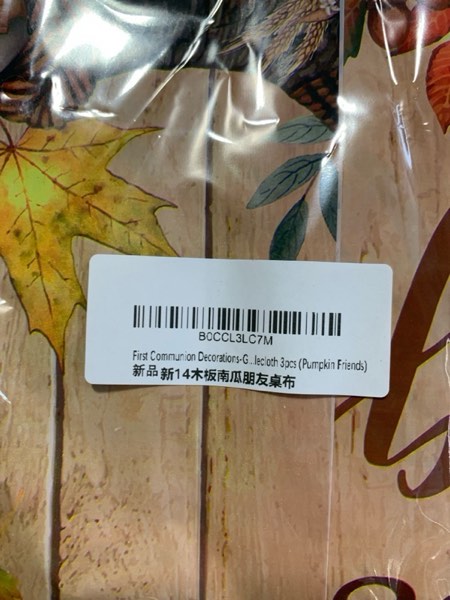 B0CCL3LC7M
First Communion Decorations-G...lecloth 3pcs (Pumpkin Friends)
新品 新14木板南瓜朋友桌布